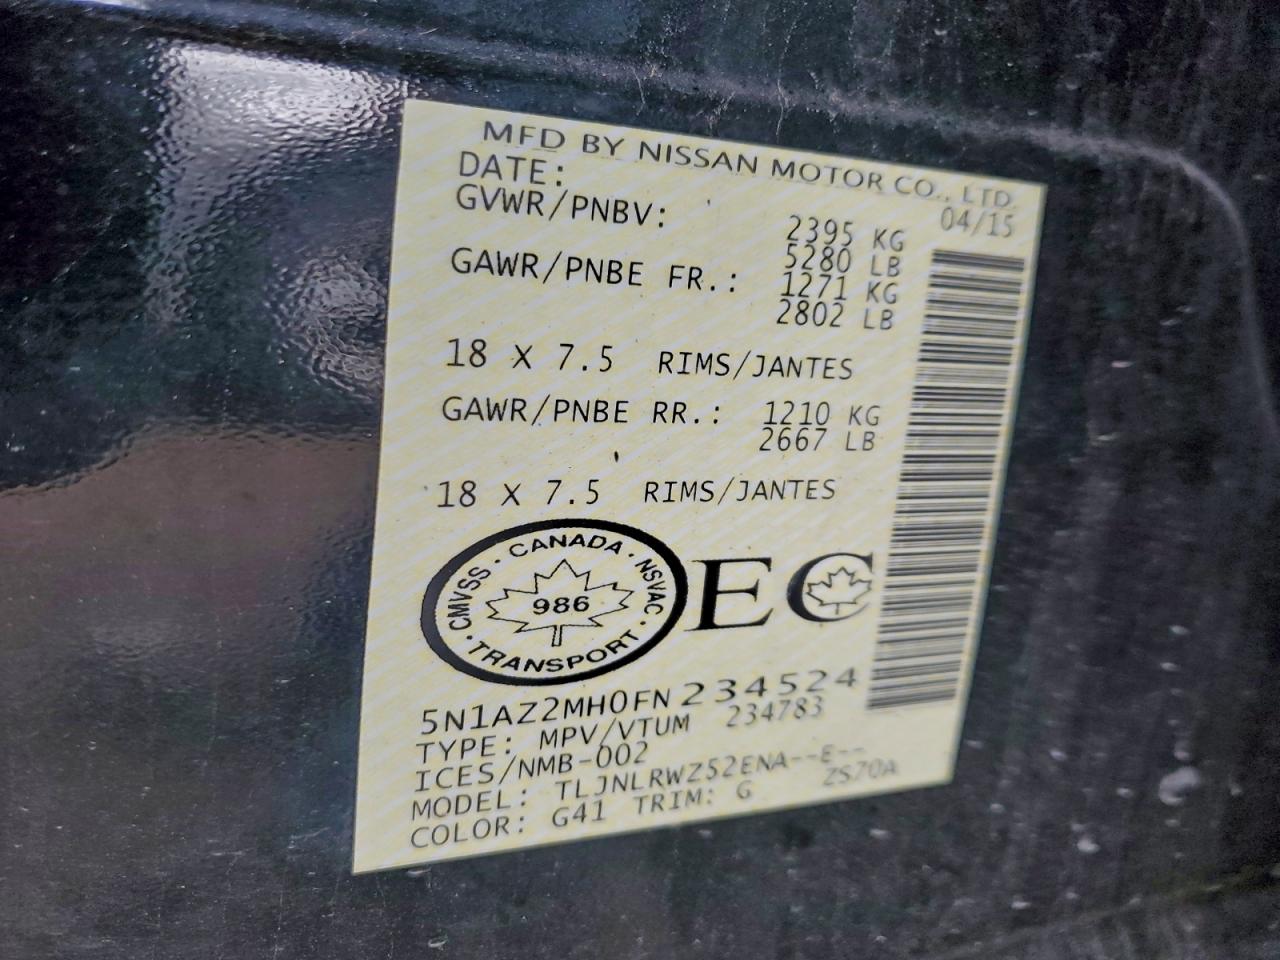 MFD BY NISSAN MOTOR CO., LTD.
DATE: 04/15
GVWR/PNBV: 2395 KG
5280 LB
GAWR/PNBE FR.: 1271 KG
2802 LB
18 X 7.5 RIMS/JANTES
GAWR/PNBE RR.: 1210 KG
2667 LB
18 X 7.5 RIMS/JANTES
CANADA · NSVAC · TRANSPORT · CMVSS ·
986
EC
5N1AZ2MH0FN234524
TYPE: MPV/VTUM 234783
ICES/NMB-002
MODEL: TLJNLRWZ52ENA--E--
COLOR: G41 TRIM: G ZS70A